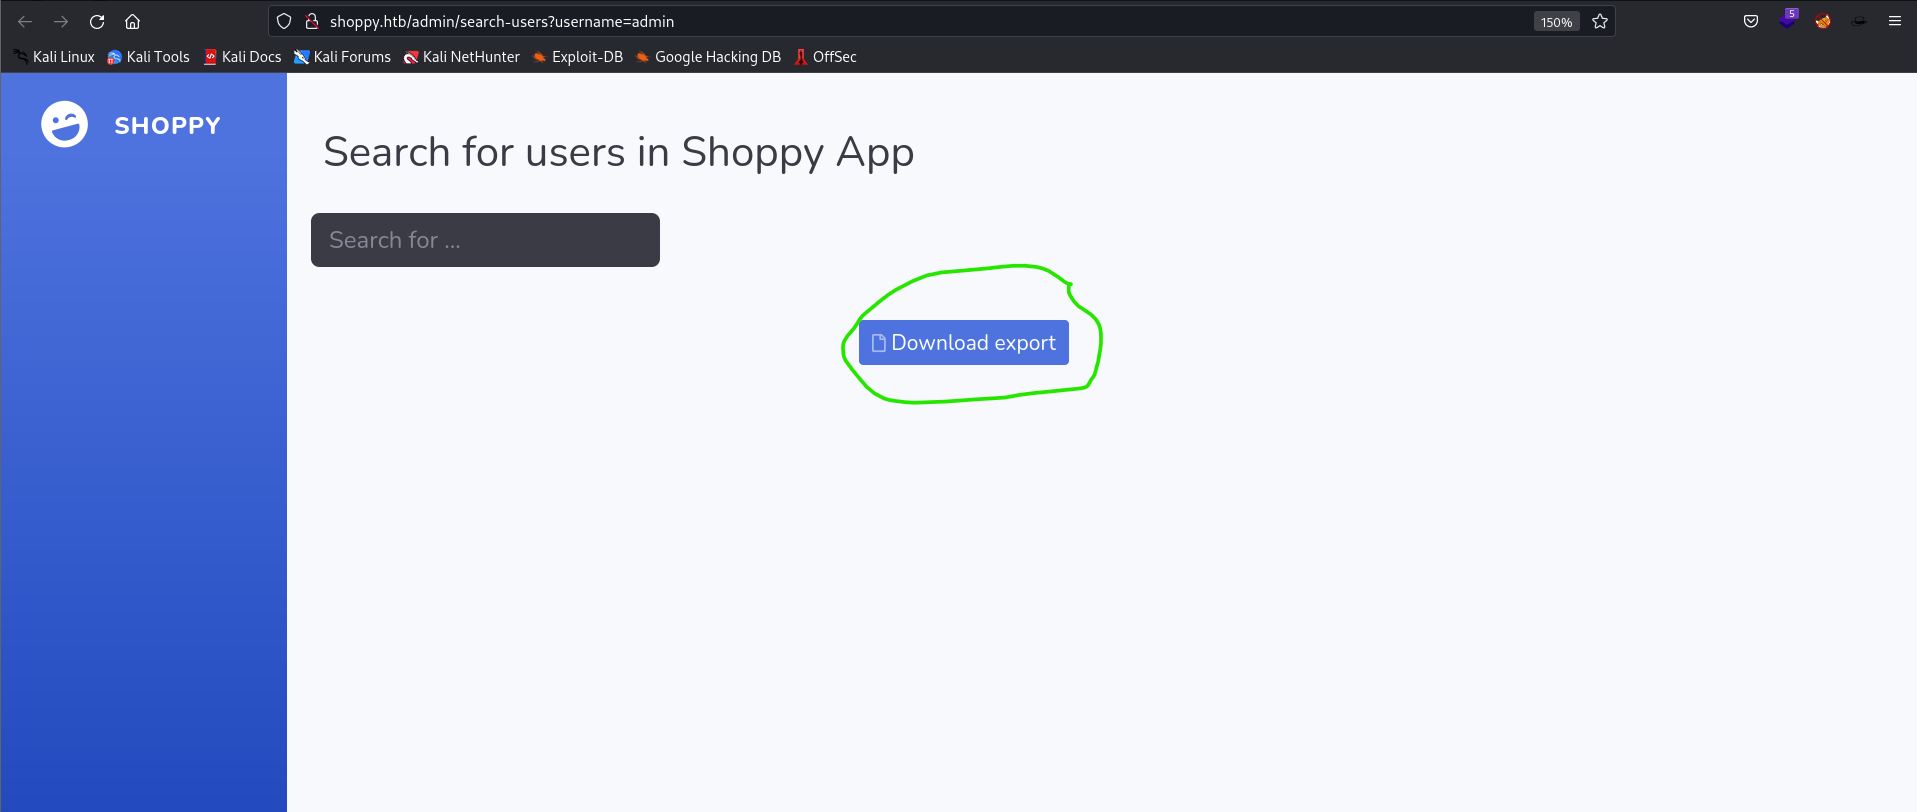 shoppy.htb/admin/search-users?username=admin 150% 5
Kali Linux Kali Tools Kali Docs Kali Forums Kali NetHunter Exploit-DB Google Hacking DB OffSec
SHOPPY
Search for users in Shoppy App
Search for ...
Download export